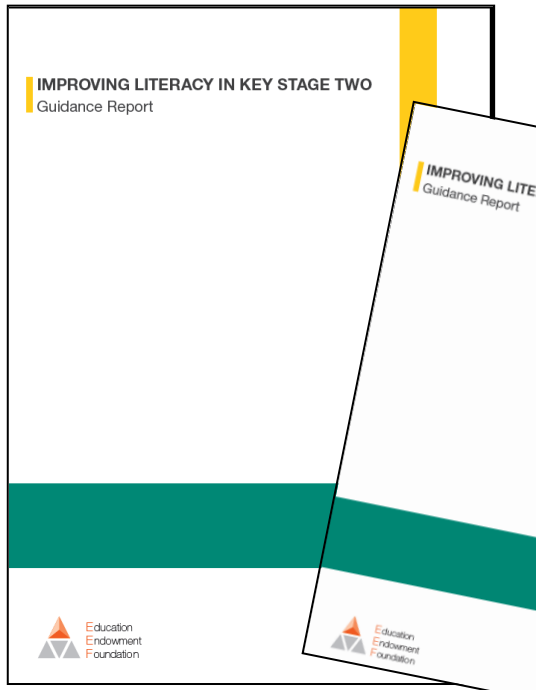 IMPROVING LITERACY IN KEY STAGE TWO
Guidance Report
Education
Endowment
Foundation
IMPROVING LITE
Guidance Report
Education
Endowment
Foundation